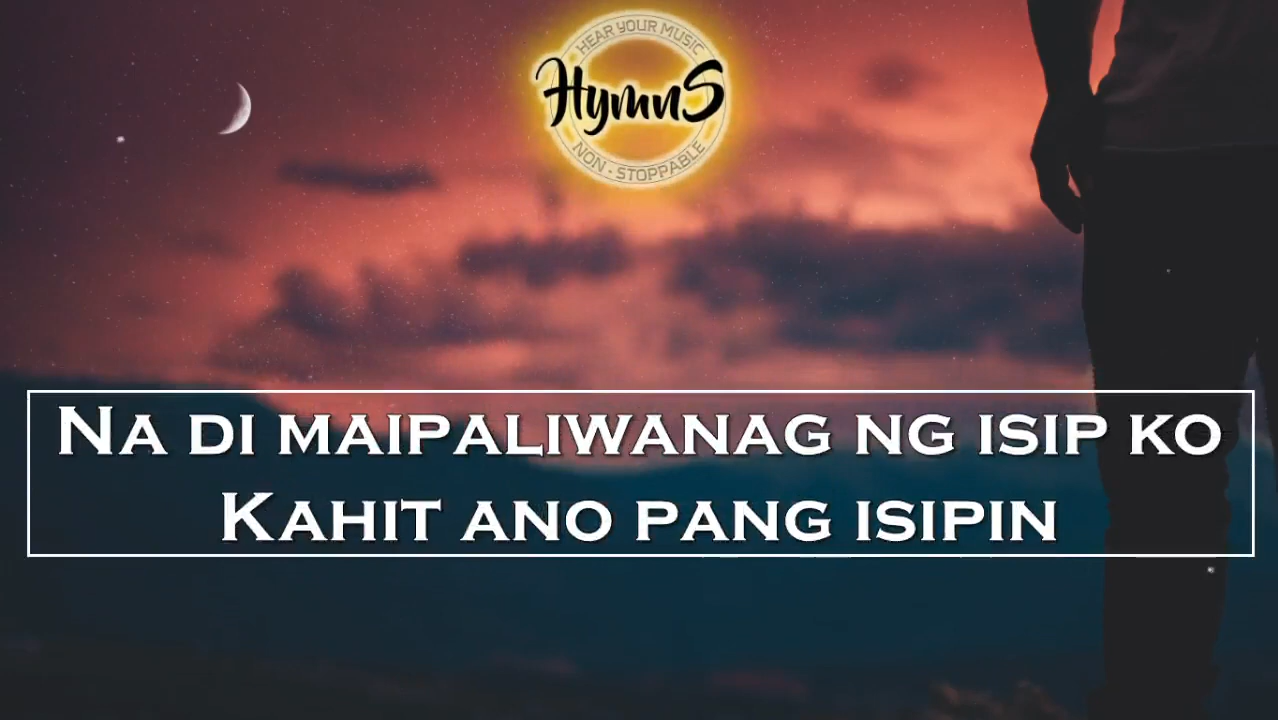 HEAR YOUR MUSIC
HymnS
NON - STOPPABLE
NA DI MAIPALIWANAG NG ISIP KO
KAHIT ANO PANG ISIPIN